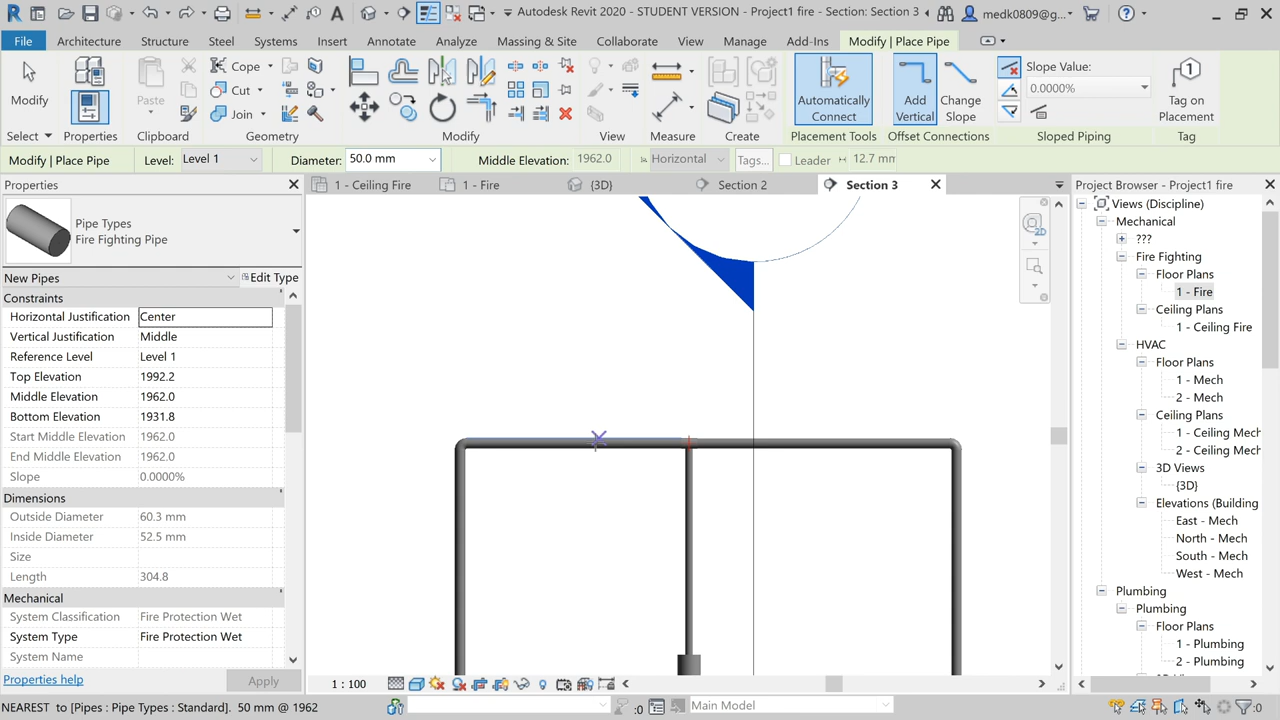 Autodesk Revit 2020 - STUDENT VERSION - Project1 fire - Section: Section 3
medk0809@g...
File
Architecture
Structure
Steel
Systems
Insert
Annotate
Analyze
Massing & Site
Collaborate
View
Manage
Add-Ins
Modify | Place Pipe
Modify
Select
Properties
Paste
Clipboard
Cope
Cut
Join
Geometry
Modify
View
Measure
Create
Automatically
Connect
Placement Tools
Add
Vertical
Change
Slope
Offset Connections
Slope Value:
0.0000%
Sloped Piping
Tag on
Placement
Tag
Modify | Place Pipe
Level: Level 1
Diameter: 50.0 mm
Middle Elevation: 1962.0
Horizontal
Tags...
Leader
12.7 mm
Properties
1 - Ceiling Fire
1 - Fire
{3D}
Section 2
Section 3
Project Browser - Project1 fire
Pipe Types
Fire Fighting Pipe
New Pipes
Edit Type
Constraints
Horizontal Justification Center
Vertical Justification Middle
Reference Level Level 1
Top Elevation 1992.2
Middle Elevation 1962.0
Bottom Elevation 1931.8
Start Middle Elevation 1962.0
End Middle Elevation 1962.0
Slope 0.0000%
Dimensions
Outside Diameter 60.3 mm
Inside Diameter 52.5 mm
Size
Length 304.8
Mechanical
System Classification Fire Protection Wet
System Type Fire Protection Wet
System Name
Properties help
Apply
2D
Views (Discipline)
Mechanical
???
Fire Fighting
Floor Plans
1 - Fire
Ceiling Plans
1 - Ceiling Fire
HVAC
Floor Plans
1 - Mech
2 - Mech
Ceiling Plans
1 - Ceiling Mech
2 - Ceiling Mech
3D Views
{3D}
Elevations (Building
East - Mech
North - Mech
South - Mech
West - Mech
Plumbing
Plumbing
Floor Plans
1 - Plumbing
2 - Plumbing
1 : 100
NEAREST to [Pipes : Pipe Types : Standard]. 50 mm @ 1962
:0
Main Model
:0